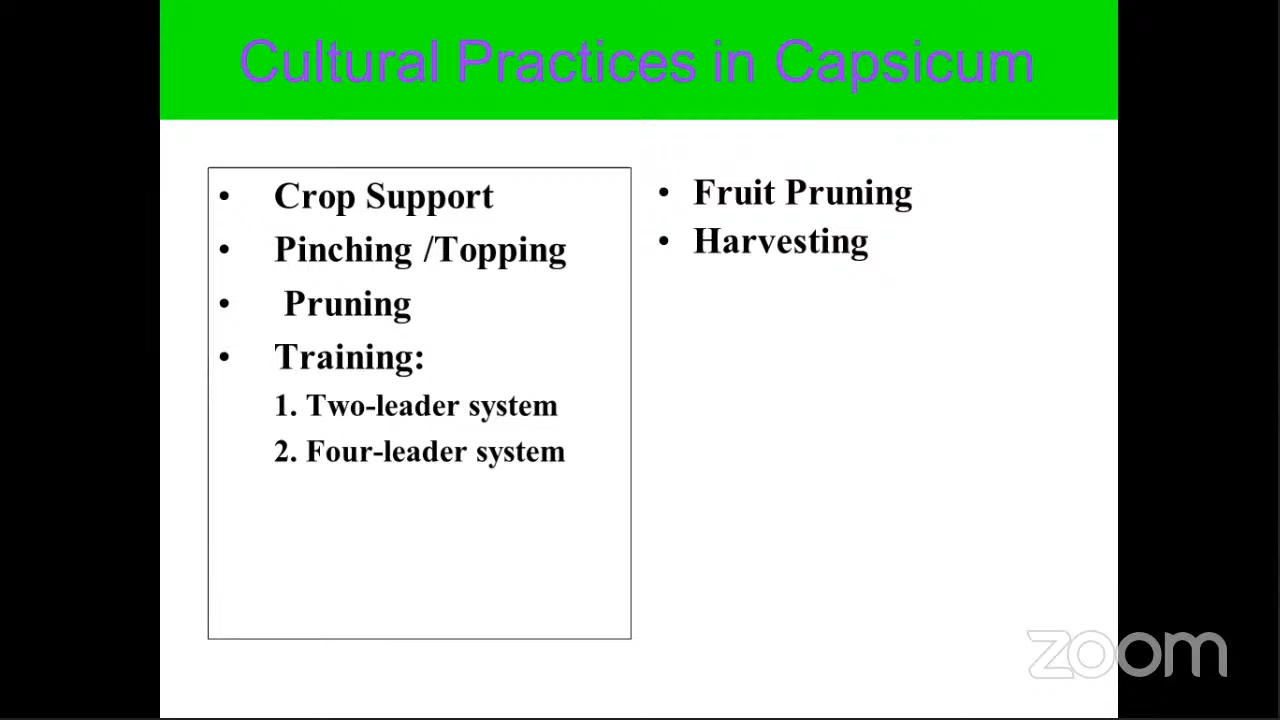 Cultural Practices in Capsicum
• Crop Support
• Pinching /Topping
• Pruning
• Training:
1. Two-leader system
2. Four-leader system
• Fruit Pruning
• Harvesting
zoom